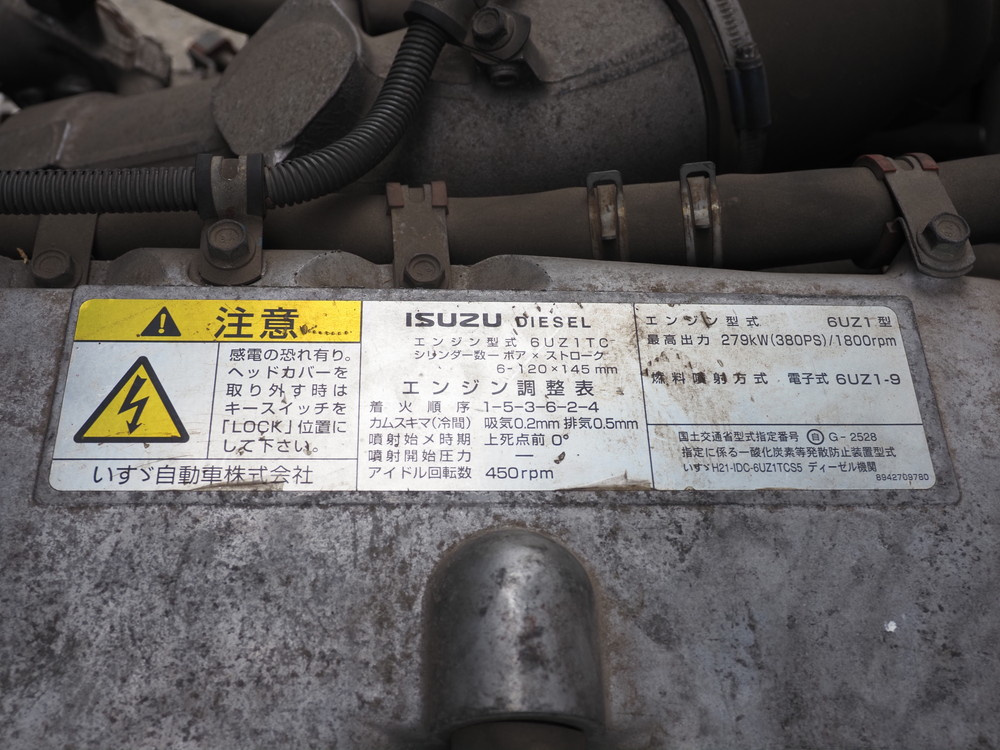 注意
感電の恐れ有り。
ヘッドカバーを
取り外す時は
キースイッチを
「LOCK」位置に
して下さい。
いすゞ自動車株式会社
ISUZU DIESEL
エンジン型式 6UZ1TC
シリンダー数－ボア×ストローク
6-120×145mm
エンジン調整表
着火順序 1-5-3-6-2-4
カムスキマ(冷間) 吸気0.2mm 排気0.5mm
噴射始メ時期 上死点前 0°
噴射開始圧力 —
アイドル回転数 450rpm
エンジン型式 6UZ1型
最高出力 279kW(380PS)/1800rpm
燃料噴射方式 電子式 6UZ1-9
国土交通省型式指定番号 自 G-2528
指定に係る一酸化炭素等発散防止装置型式
いすゞH21-IDC-6UZ1TCS5 ディーゼル機関
8942709780